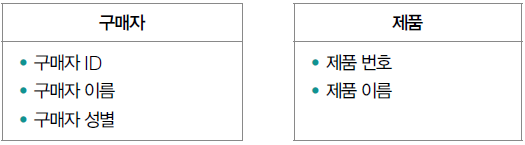 구매자
• 구매자 ID
• 구매자 이름
• 구매자 성별
제품
• 제품 번호
• 제품 이름